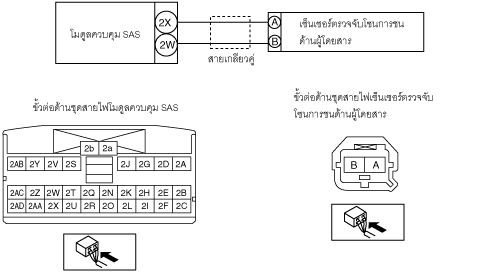 โมดูลควบคุม SAS
2X
2W
A
B
เซ็นเซอร์ตรวจจับโซนการชน
ด้านผู้โดยสาร
สายเกลียวคู่
ขั้วต่อด้านชุดสายไฟโมดูลควบคุม SAS
ขั้วต่อด้านชุดสายไฟเซ็นเซอร์ตรวจจับ
โซนการชนด้านผู้โดยสาร
2b 2a
2AB 2Y 2V 2S 2J 2G 2D 2A
2AC 2Z 2W 2T 2Q 2N 2K 2H 2E 2B
2AD 2AA 2X 2U 2R 2O 2L 2I 2F 2C
B A